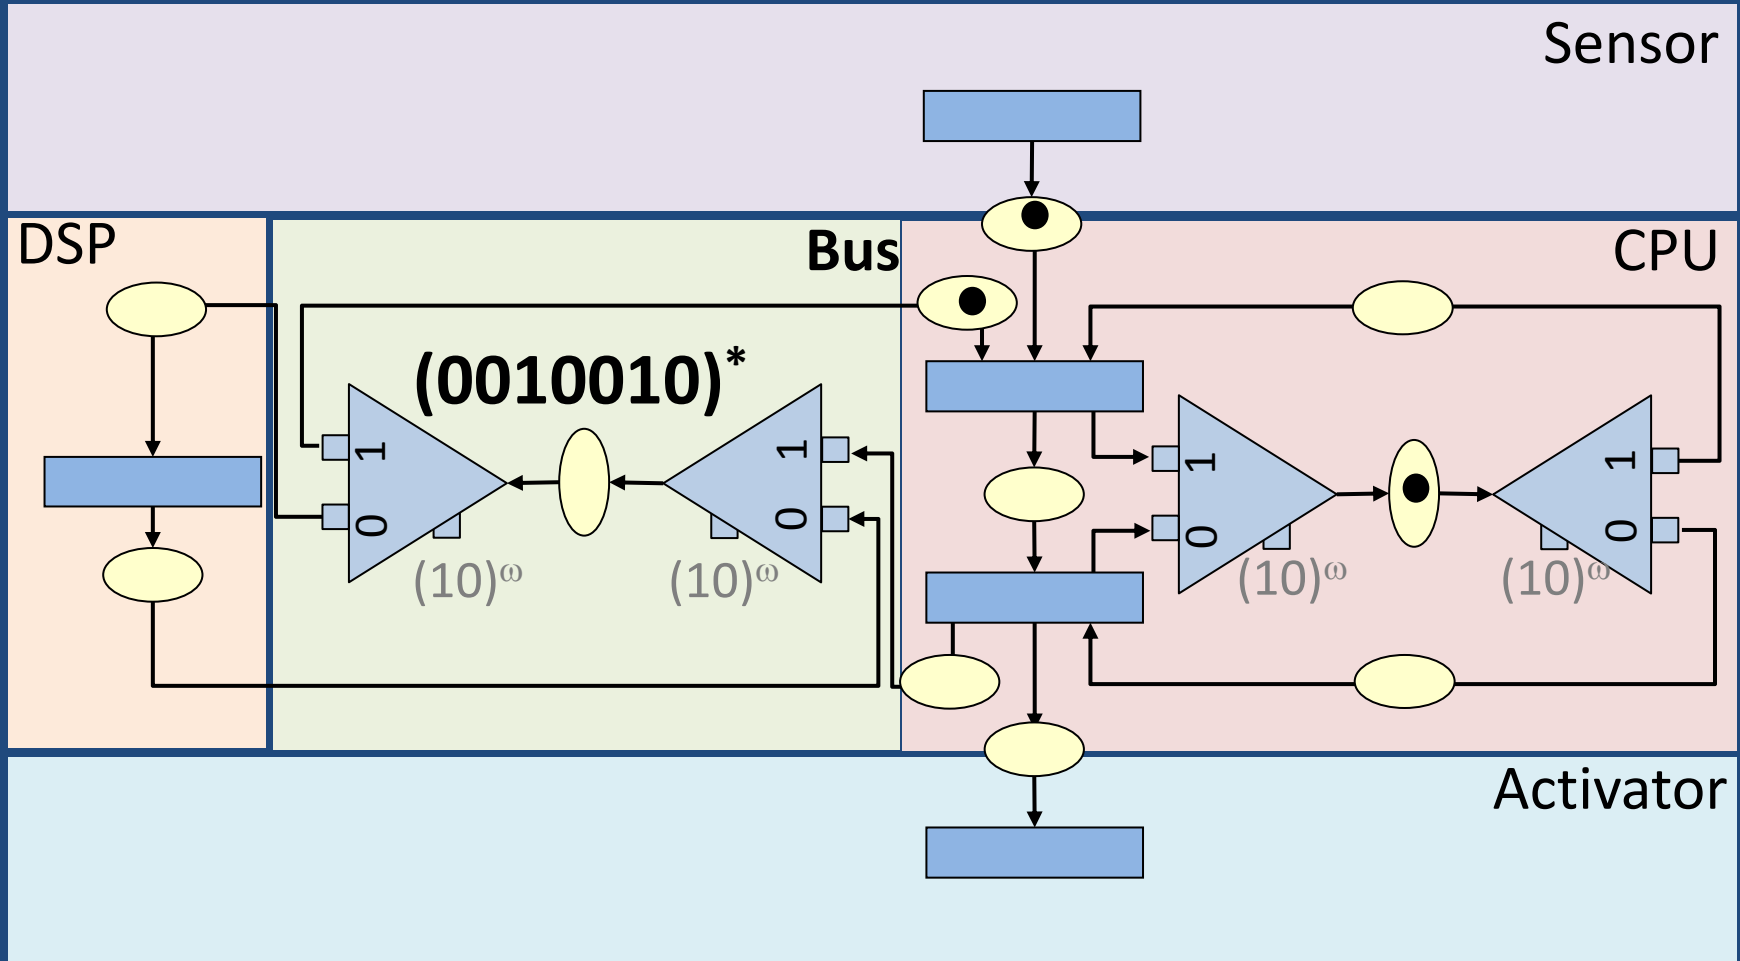 Sensor
DSP
Bus
CPU
(0010010)*
1
1
1
1
0
0
0
0
(10)ω
(10)ω
(10)ω
(10)ω
Activator